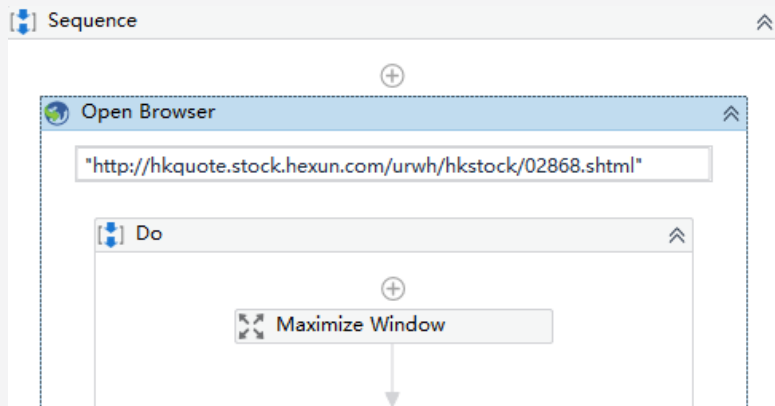 Sequence
Open Browser
"http://hkquote.stock.hexun.com/urwh/hkstock/02868.shtml"
Do
Maximize Window